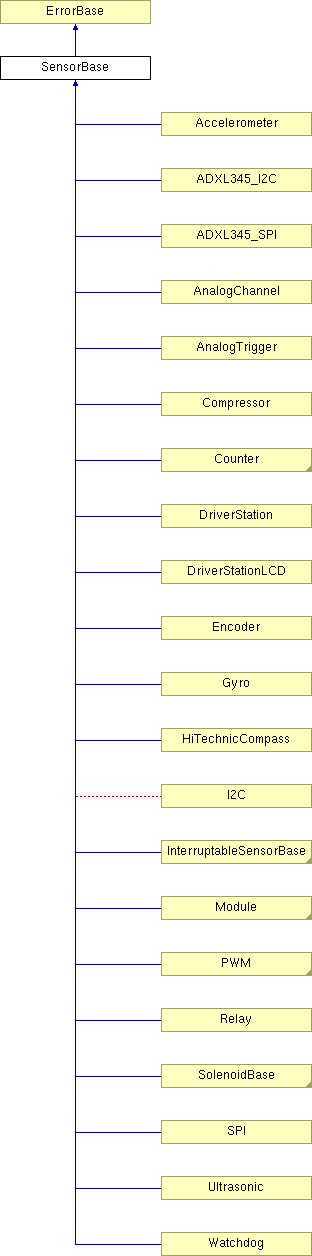 ErrorBase
SensorBase
Accelerometer
ADXL345_I2C
ADXL345_SPI
AnalogChannel
AnalogTrigger
Compressor
Counter
DriverStation
DriverStationLCD
Encoder
Gyro
HiTechnicCompass
I2C
InterruptableSensorBase
Module
PWM
Relay
SolenoidBase
SPI
Ultrasonic
Watchdog